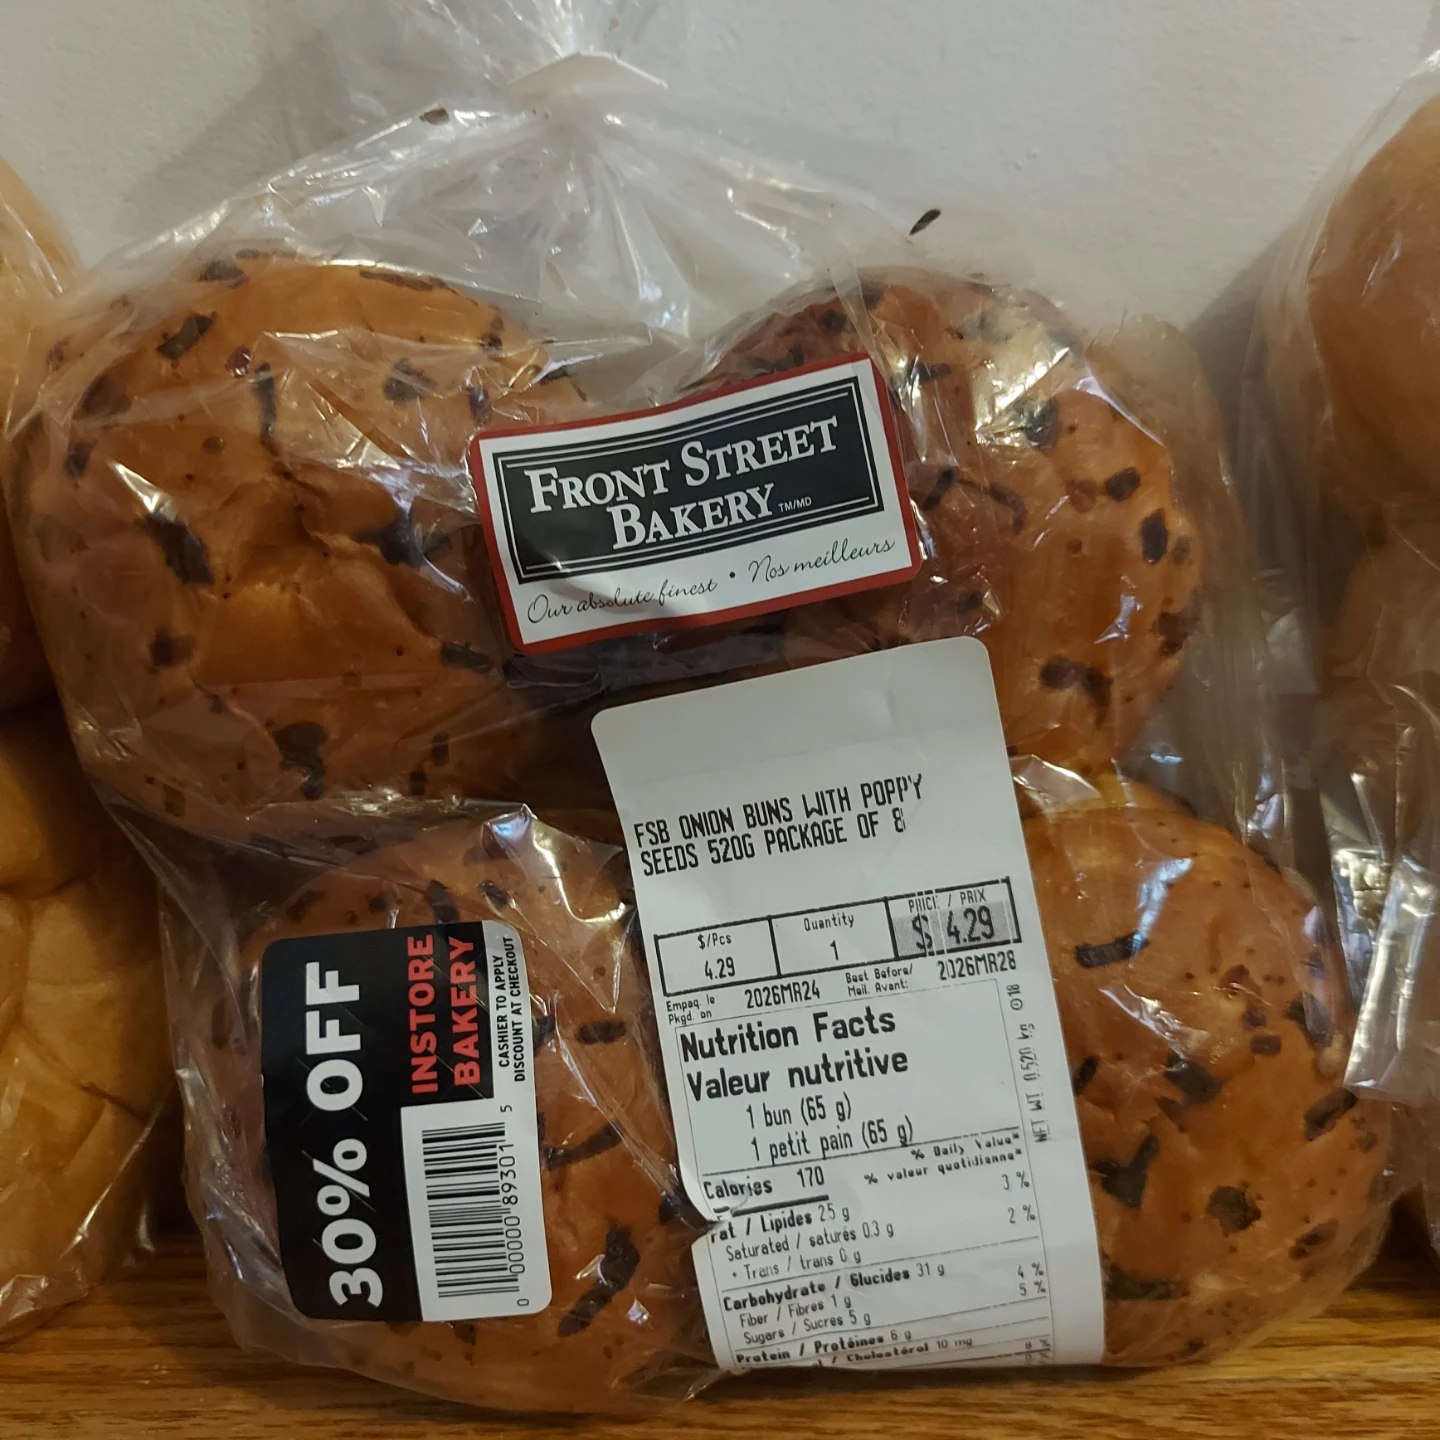 FRONT STREET
BAKERY TM/MD
Our absolute finest • Nos meilleurs
FSB ONION BUNS WITH POPPY
SEEDS 520G PACKAGE OF 8
$/Pcs
4.29
Quantity
1
PRICE / PRIX
$ 4.29
Empaq. le
Pkgd. on
2026MR24
Best Before/
Meil. Avant:
2026MR28
Nutrition Facts
Valeur nutritive
1 bun (65 g)
1 petit pain (65 g)
% Daily Value*
% valeur quotidienne*
Calories 170
Fat / Lipides 25 g 3 %
Saturated / saturés 0.3 g 2 %
+ Trans / trans 0 g
Carbohydrate / Glucides 31 g
Fiber / Fibres 1 g 4 %
Sugars / Sucres 5 g 5 %
Protein / Protéines 6 g
/ Cholestérol 10 mg
NET WT 0.520 kg
30% OFF
INSTORE
BAKERY
CASHIER TO APPLY
DISCOUNT AT CHECKOUT
0 00000 89301 5